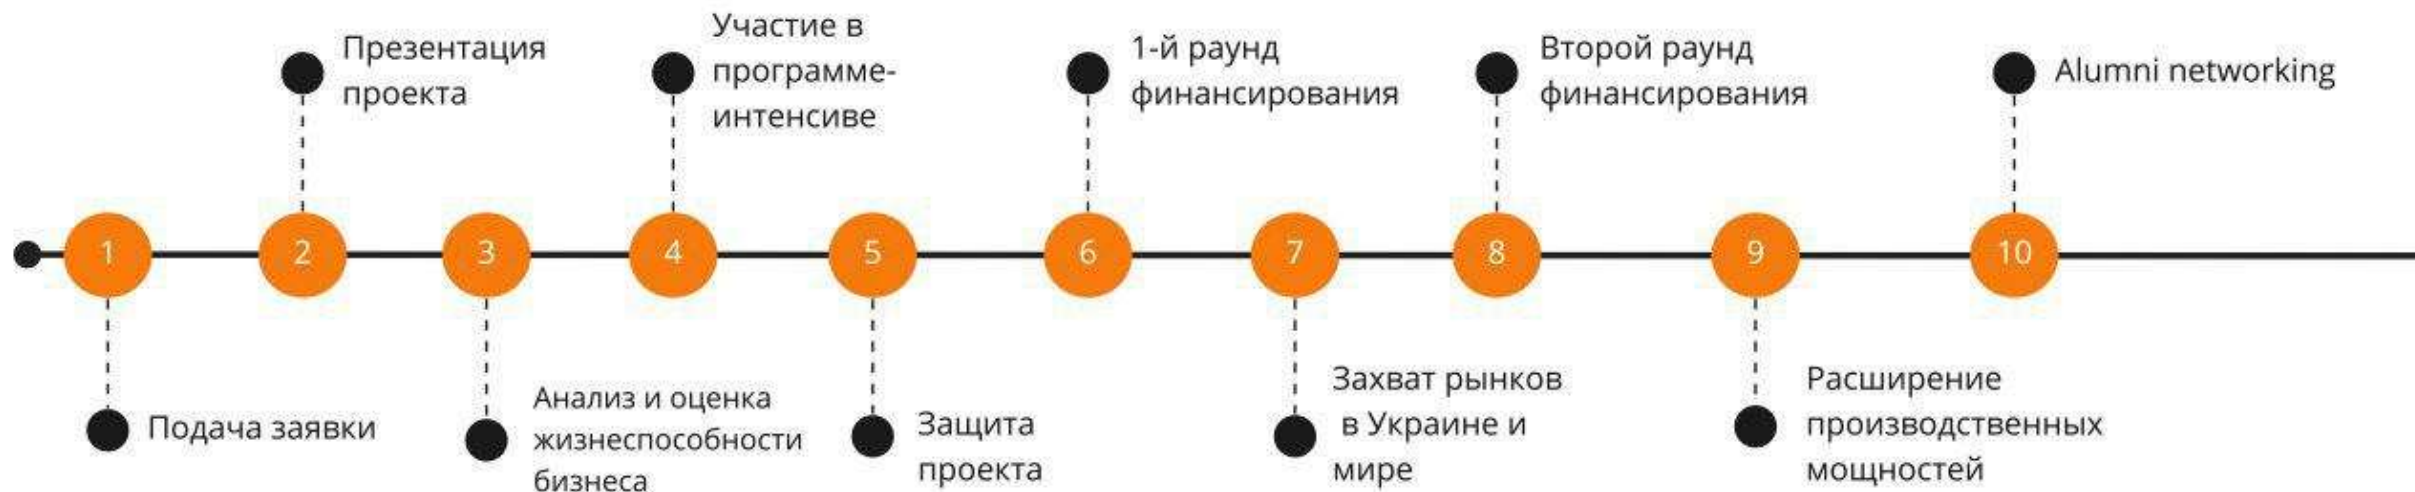 1
Подача заявки
2
Презентация
проекта
3
Анализ и оценка
жизнеспособности
бизнеса
4
Участие в
программе-
интенсиве
5
Защита
проекта
6
1-й раунд
финансирования
7
Захват рынков
в Украине и
мире
8
Второй раунд
финансирования
9
Расширение
производственных
мощностей
10
Alumni networking